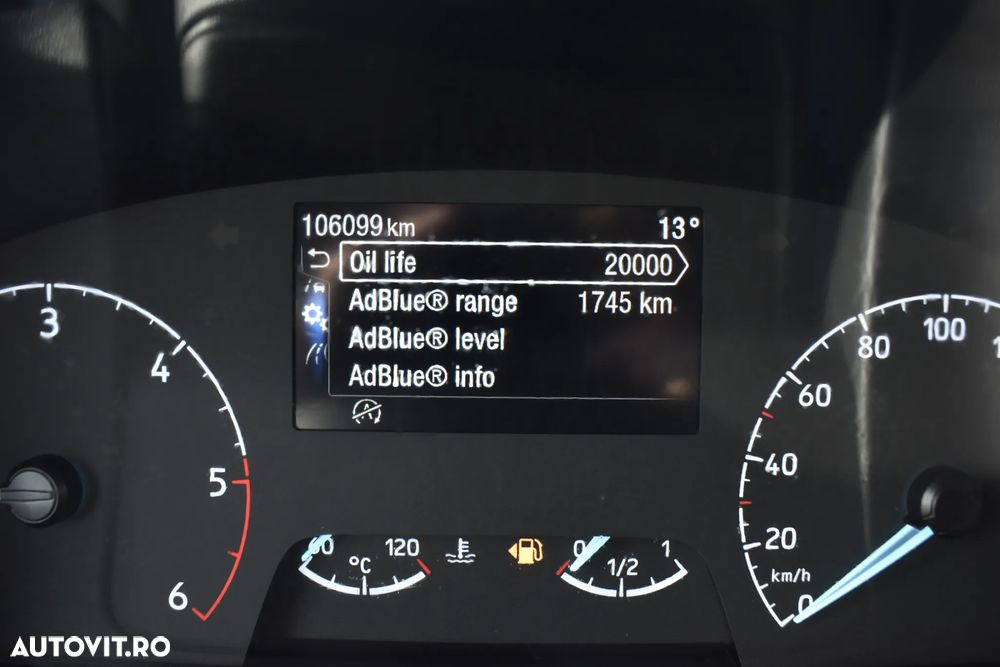 106099 km 13°
Oil life 20000
AdBlue® range 1745 km
AdBlue® level
AdBlue® info
3
4
5
6
60 120
°C
0 1/2 1
100
80
60
40
20
km/h
0
AUTOVIT.RO